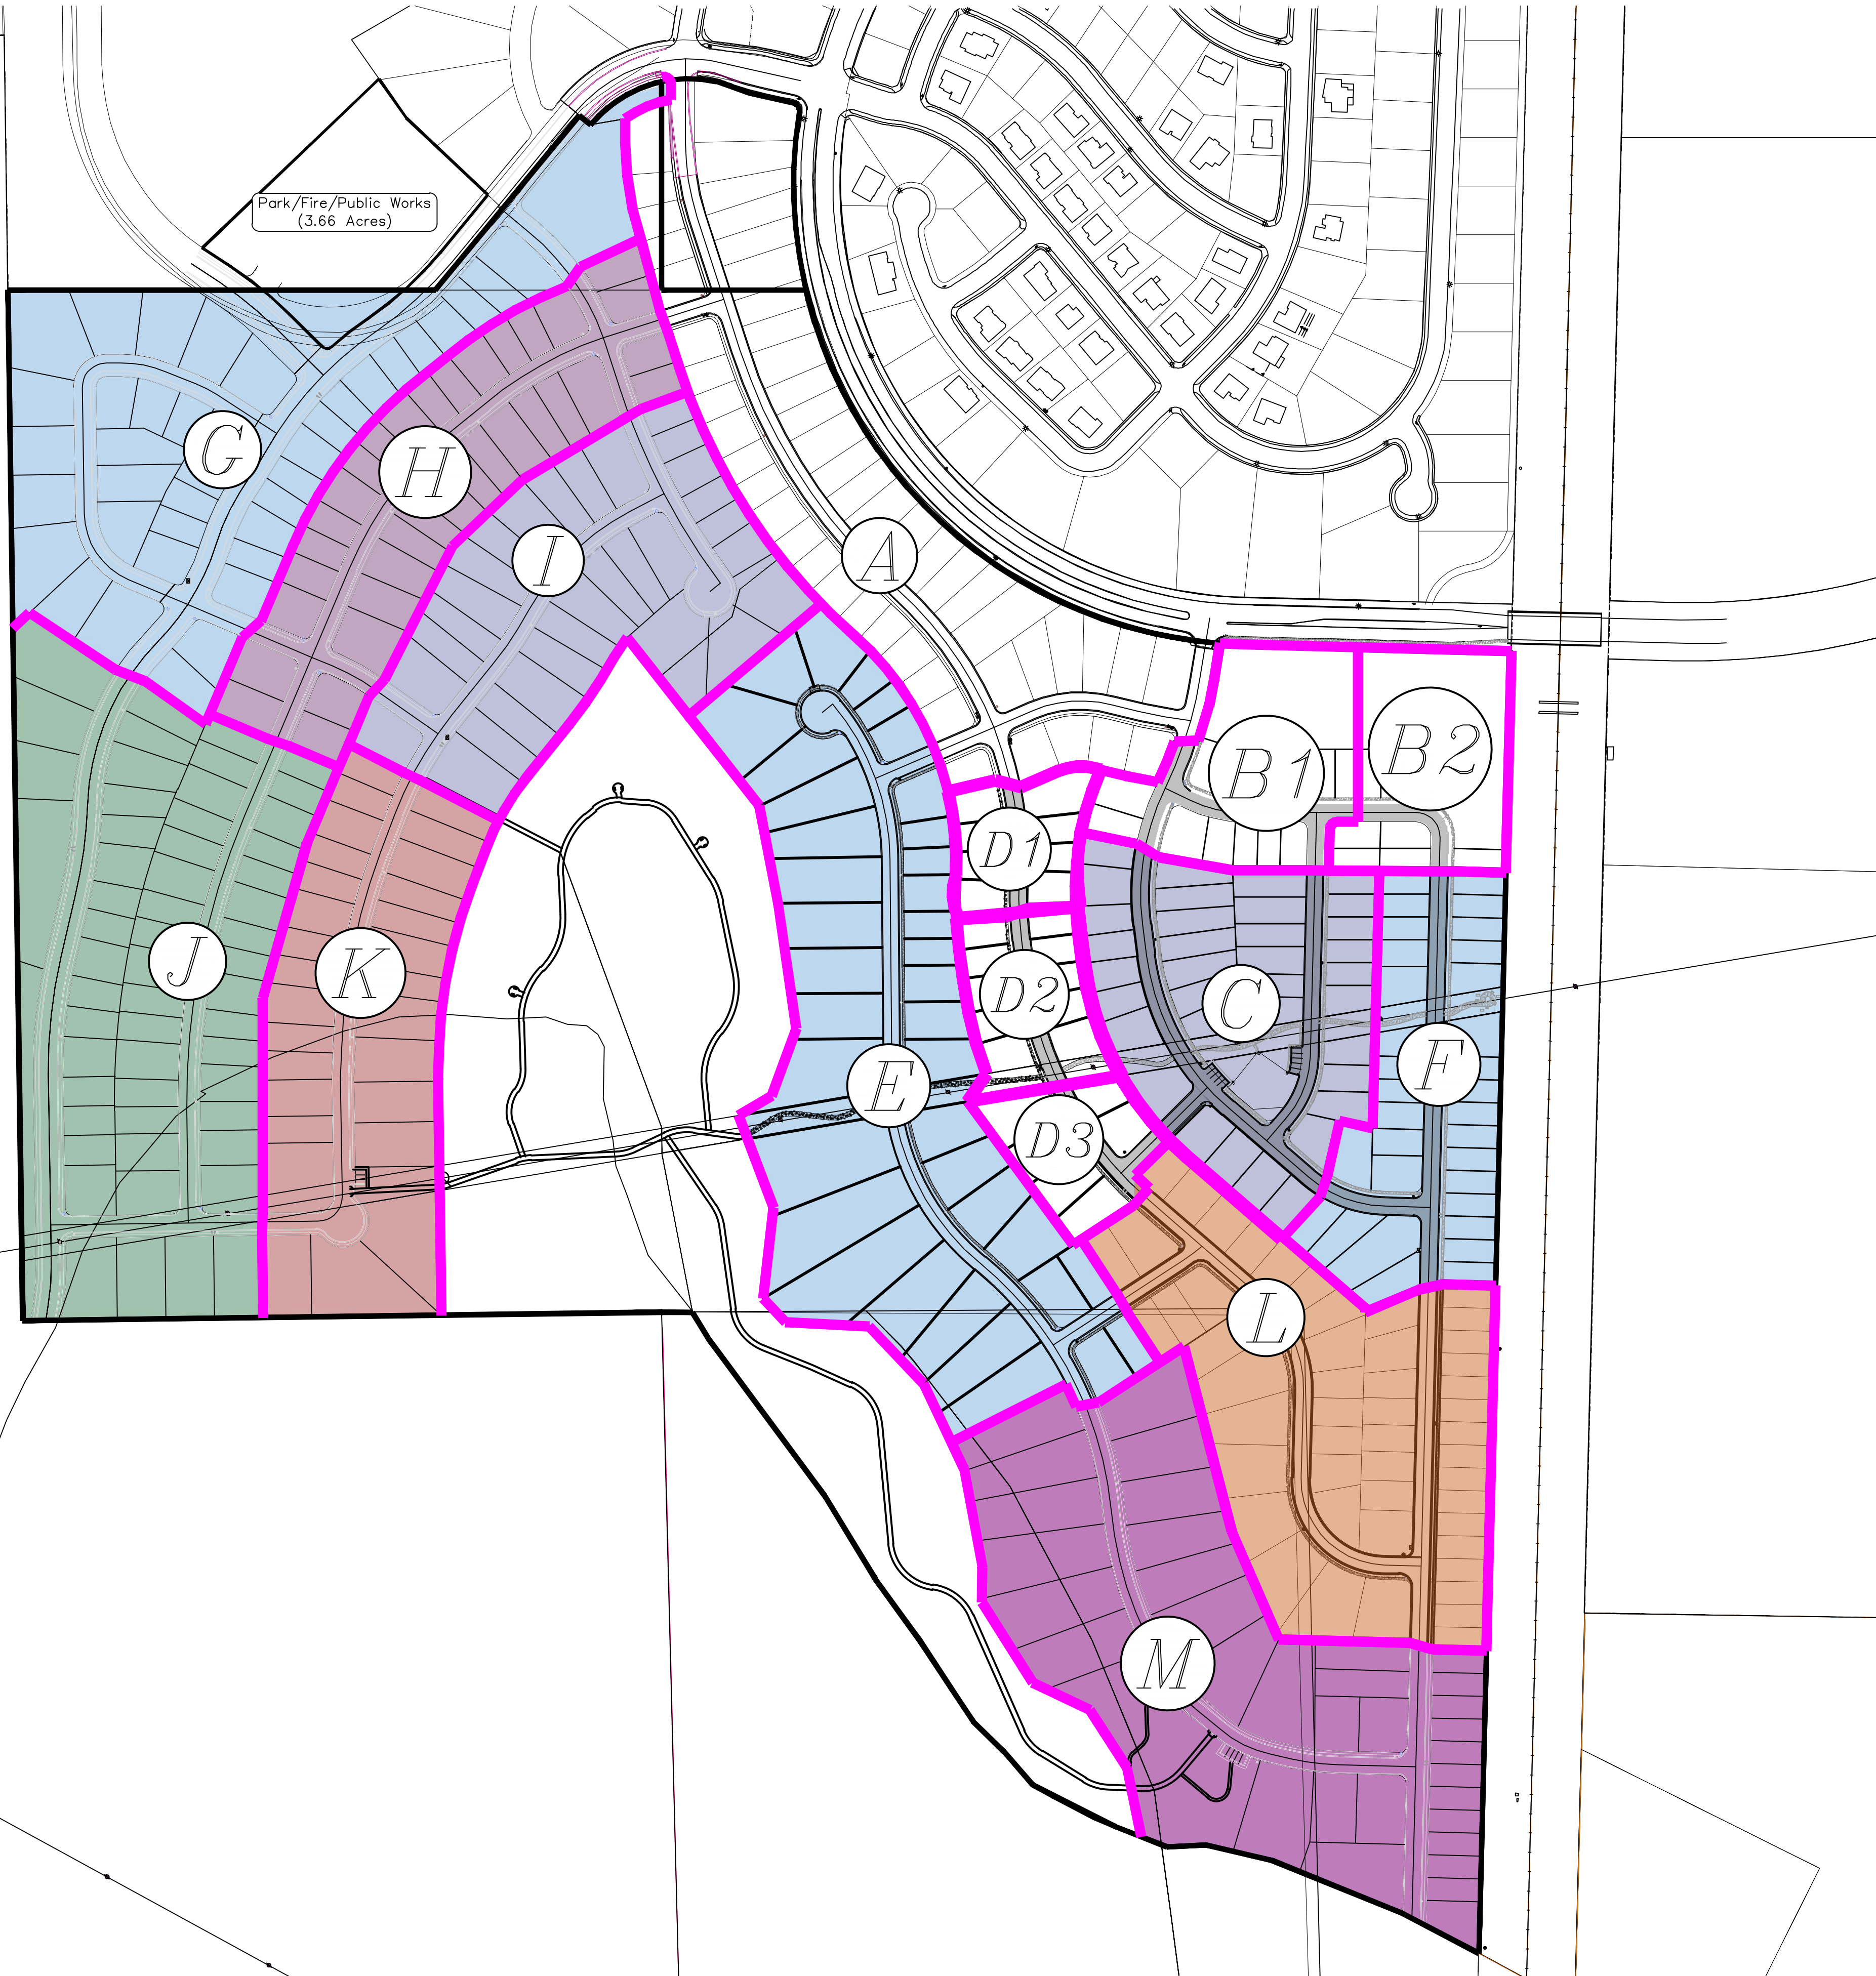 Park/Fire/Public Works
(3.66 Acres)
G
H
I
A
B1
B2
D1
J
K
D2
C
E
F
D3
L
M